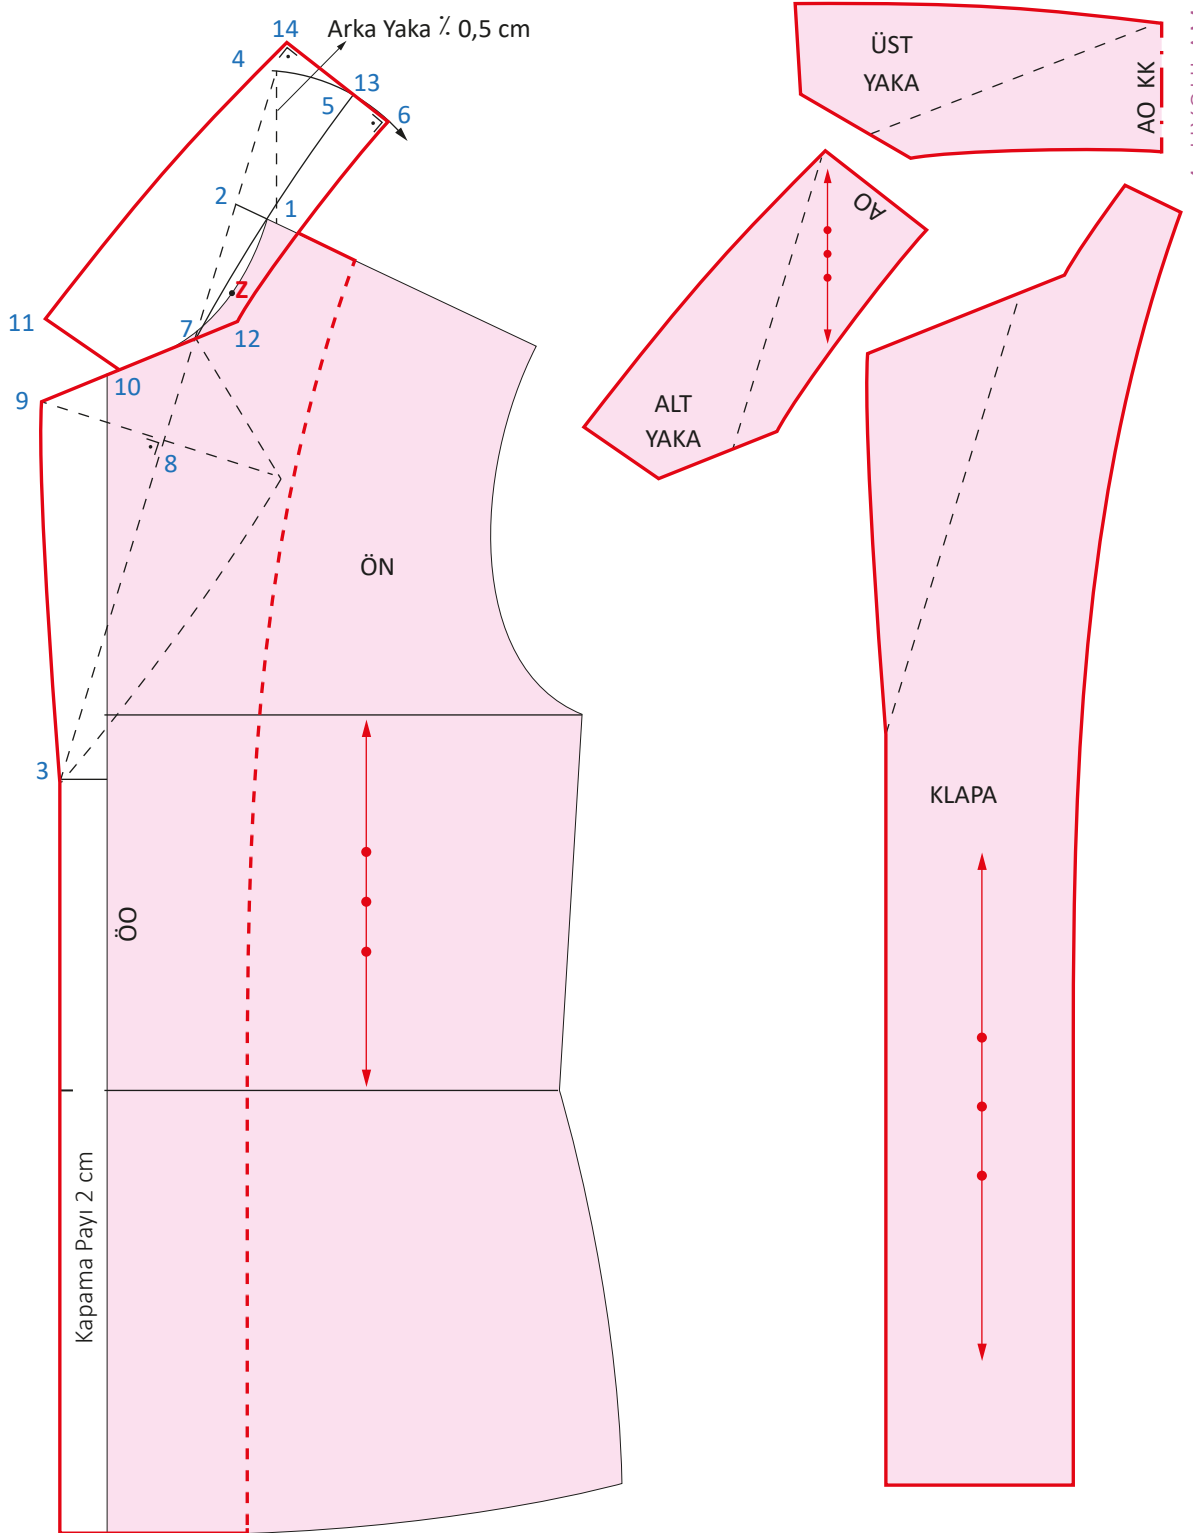 14
Arka Yaka ٪ 0,5 cm
4
13
5
6
2
1
Z
11
7
12
10
9
8
ÖN
3
ÖO
Kapama Payı 2 cm
ÜST
YAKA
AO KK
AO
ALT
YAKA
KLAPA